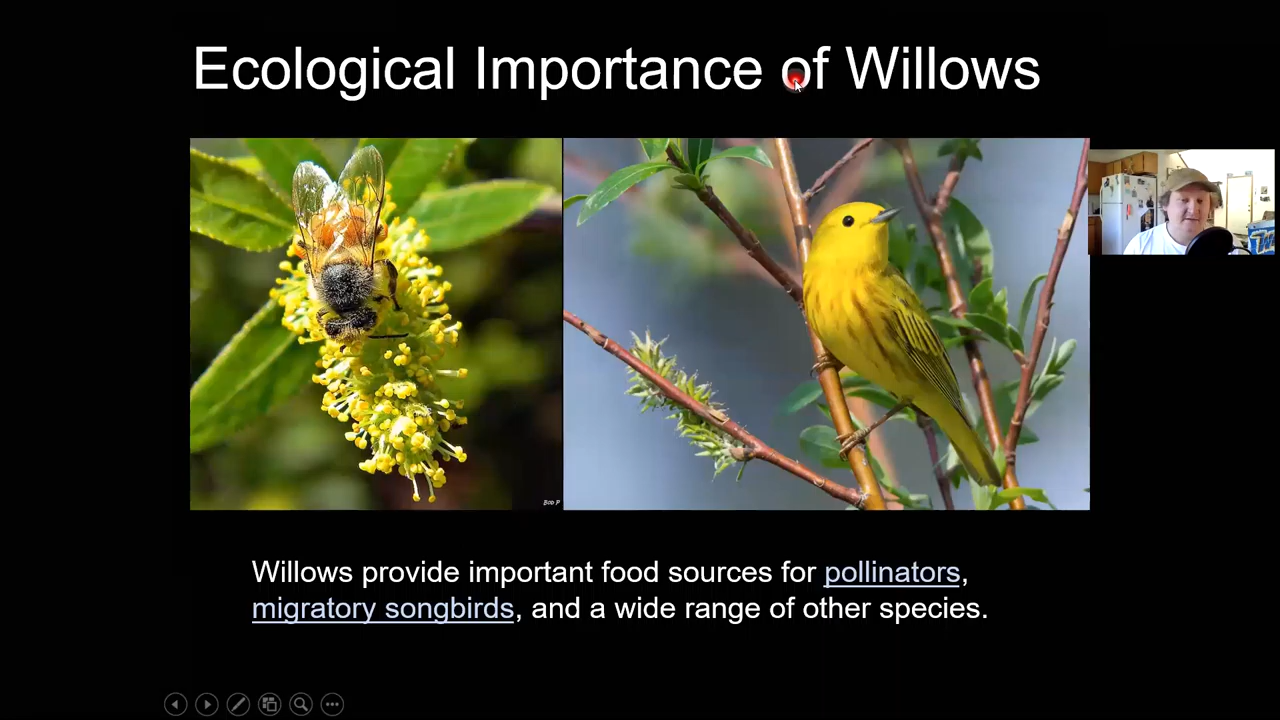 Ecological Importance of Willows
Bob P
Willows provide important food sources for pollinators,
migratory songbirds, and a wide range of other species.